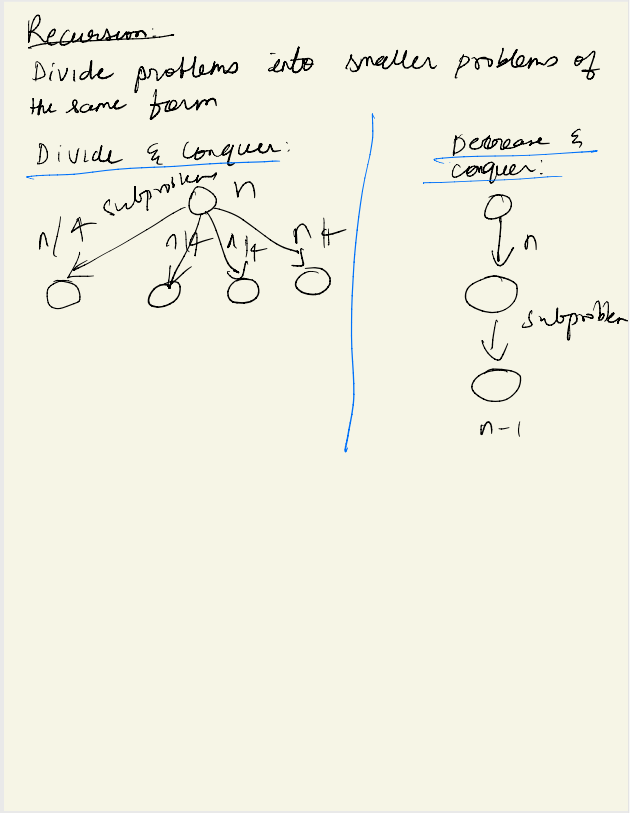 Recursion:
Divide problems into smaller problems of
the same form
Divide & Conquer:
subproblems
n
n/4
n/4
n/4
n/4
Decrease &
Conquer:
n
subproblem
n-1